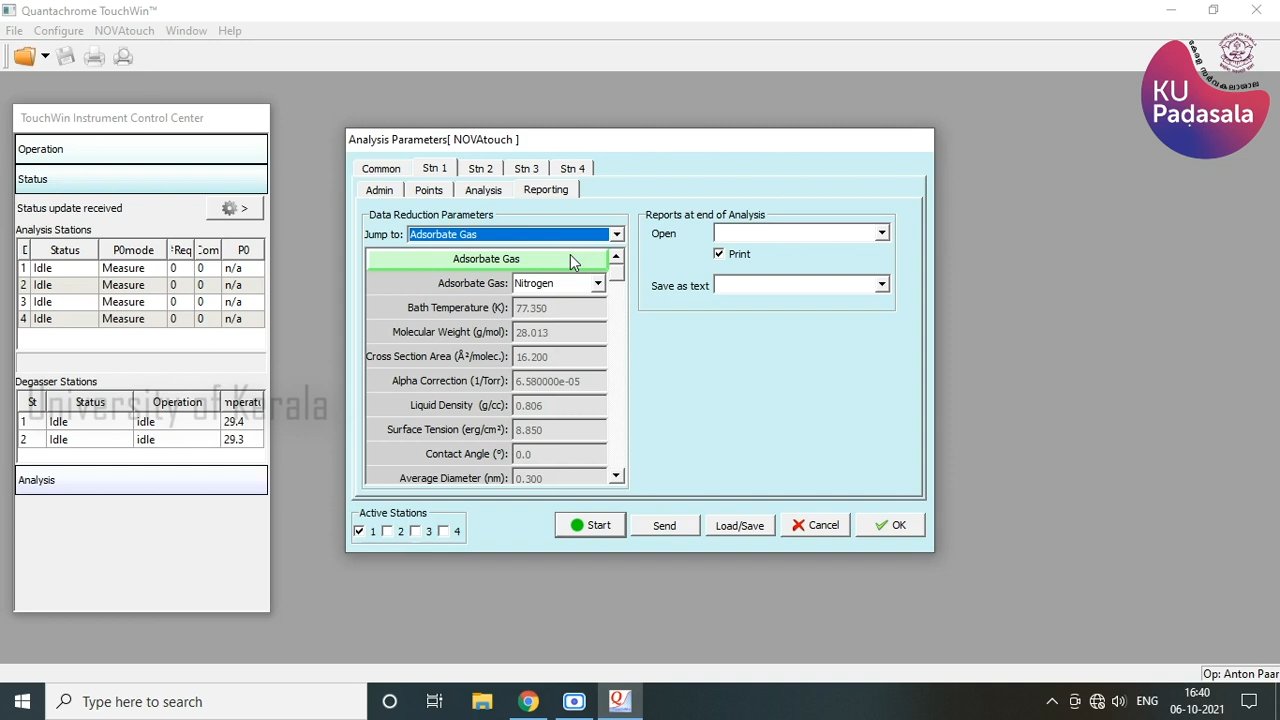 Quantachrome TouchWin™
File Configure NOVAtouch Window Help
KU
Padasala
TouchWin Instrument Control Center
Operation
Status
Status update received
>
Analysis Stations
Status P0mode Req Com P0
1 Idle Measure 0 0 n/a
2 Idle Measure 0 0 n/a
3 Idle Measure 0 0 n/a
4 Idle Measure 0 0 n/a
Degasser Stations
St Status Operation
1 Idle idle 29.4
2 Idle idle 29.3
University of Kerala
Analysis
Analysis Parameters[ NOVAtouch ]
Common Stn 1 Stn 2 Stn 3 Stn 4
Admin Points Analysis Reporting
Data Reduction Parameters
Jump to: Adsorbate Gas
Adsorbate Gas
Adsorbate Gas: Nitrogen
Bath Temperature (K): 77.350
Molecular Weight (g/mol): 28.013
Cross Section Area (Å²/molec.): 16.200
Alpha Correction (1/Torr): 6.580000e-05
Liquid Density (g/cc): 0.806
Surface Tension (erg/cm²): 8.850
Contact Angle (°): 0.0
Average Diameter (nm): 0.300
Reports at end of Analysis
Open
Print
Save as text
Active Stations
1 2 3 4
Start Send Load/Save Cancel OK
Op: Anton Paar
Type here to search
ENG
16:40
06-10-2021